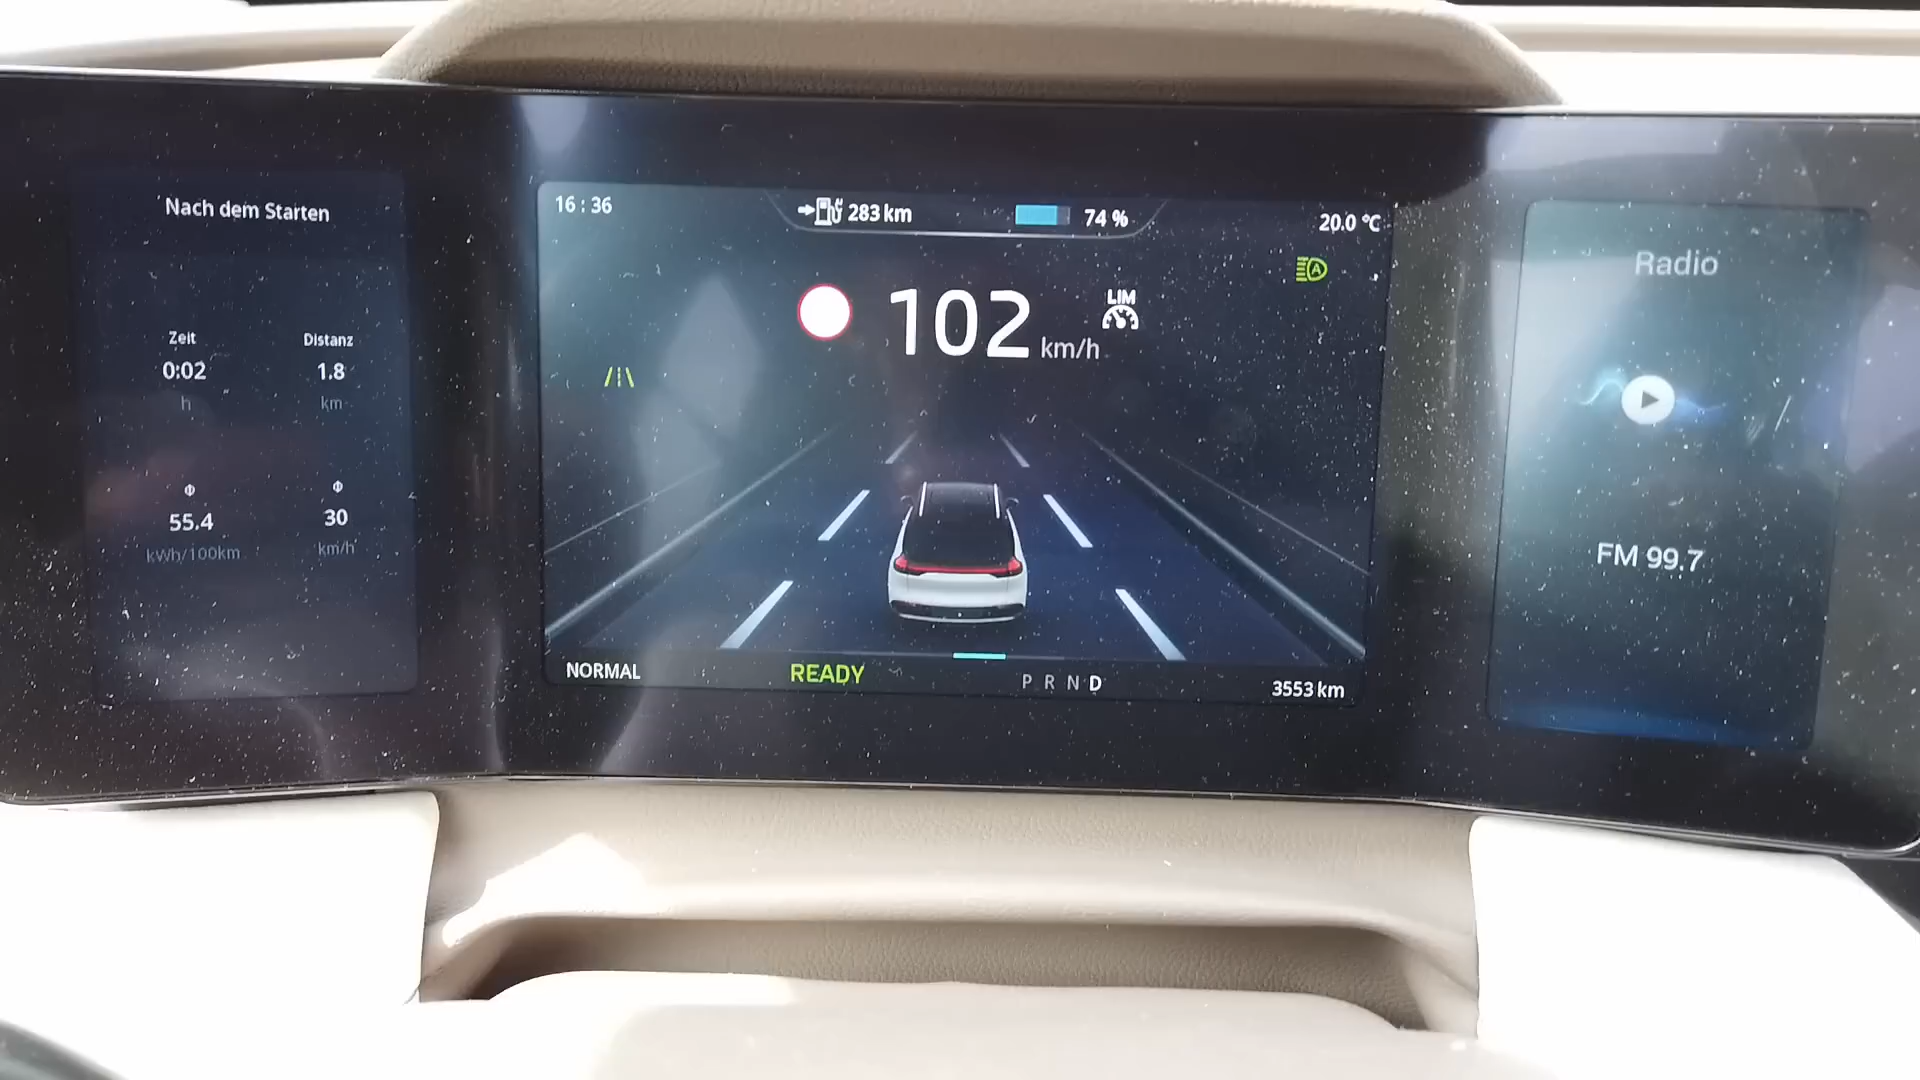 Nach dem Starten
Zeit
0:02
h
Distanz
1.8
km
Φ
55.4
kWh/100km
Φ
30
km/h
16 : 36
283 km
74 %
20.0 °C
A
102 km/h
LIM
NORMAL
READY
P R N D
3553 km
Radio
FM 99.7